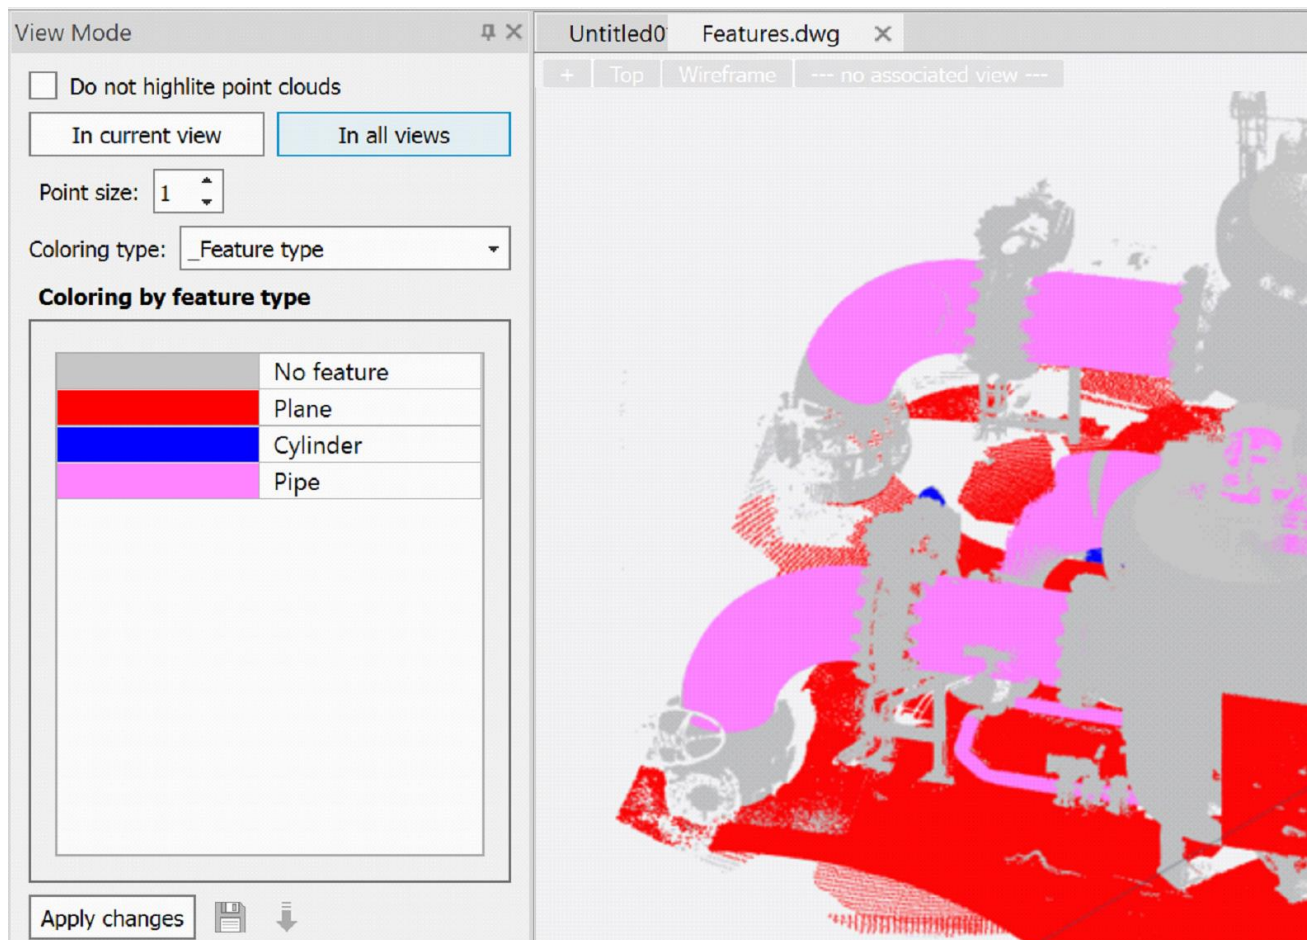 View Mode
Untitled0
Features.dwg
+ Top Wireframe --- no associated view ---
Do not highlite point clouds
In current view
In all views
Point size: 1
Coloring type: _Feature type
Coloring by feature type
No feature
Plane
Cylinder
Pipe
Apply changes